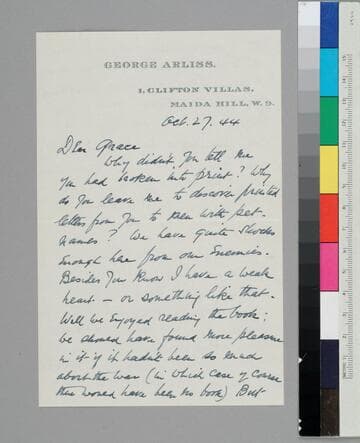 GEORGE ARLISS.
1, CLIFTON VILLAS,
MAIDA HILL, W. 9.
Oct. 27. 44
Dear Grace
Why didn't you tell me
you had broken into print? Why
do you leave me to discover printed
letters from you to Ken with pet-
names? We have quite shocks
enough here from our Enemies.
Besides you know I have a weak
heart – or something like that.
Well we enjoyed reading the book:
we should have found more pleasure
in it if it hadn't been so much
about the War (in which case of course
there would have been no book) But